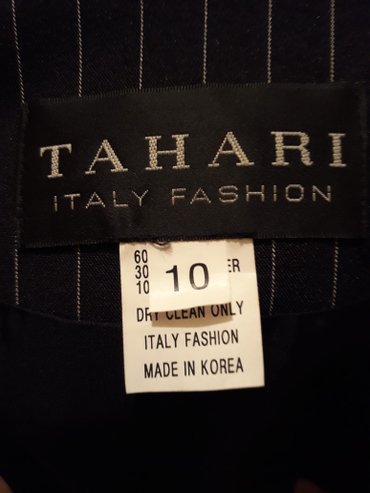 TAHARI
ITALY FASHION
60
30
10
10
DRY CLEAN ONLY
ITALY FASHION
MADE IN KOREA